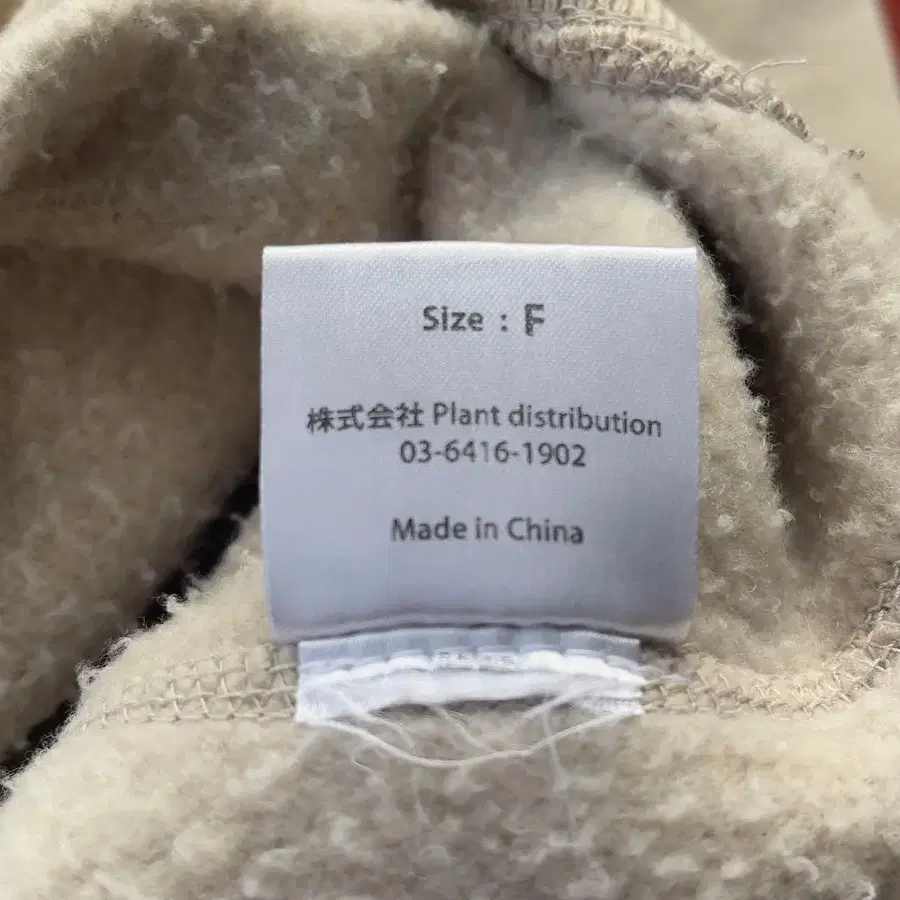 Size : F
株式会社 Plant distribution
03-6416-1902
Made in China